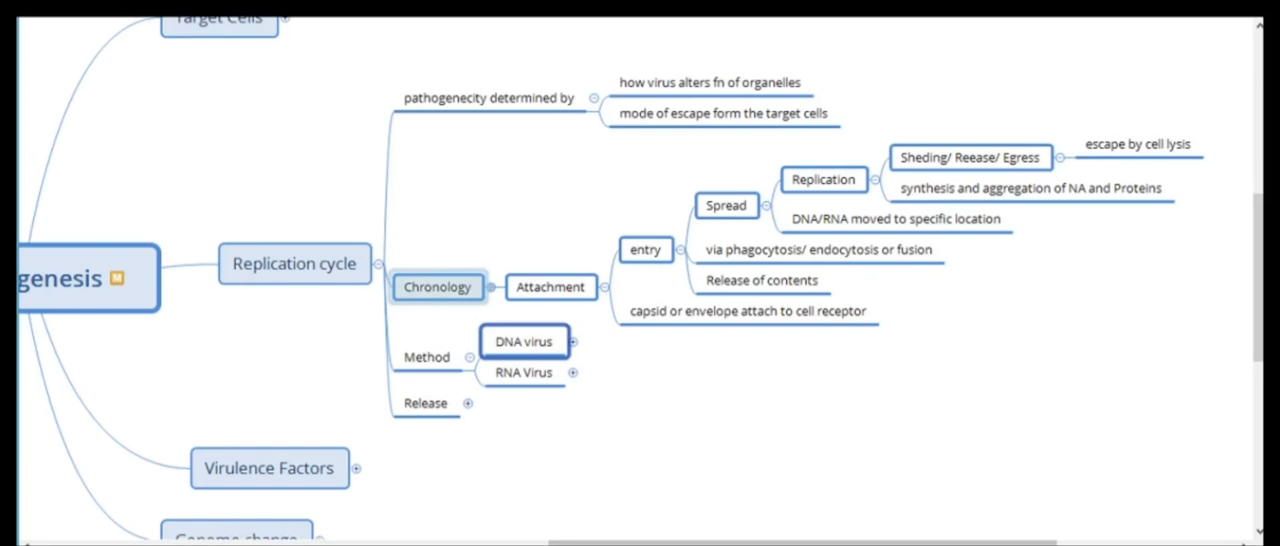 Target Cells
how virus alters fn of organelles
pathogenecity determined by
mode of escape form the target cells
escape by cell lysis
Sheding/ Reease/ Egress
Replication
synthesis and aggregation of NA and Proteins
Spread
DNA/RNA moved to specific location
entry
via phagocytosis/ endocytosis or fusion
Replication cycle
genesis M
Release of contents
Chronology
Attachment
capsid or envelope attach to cell receptor
DNA virus
Method
RNA Virus
Release
Virulence Factors
Genome change